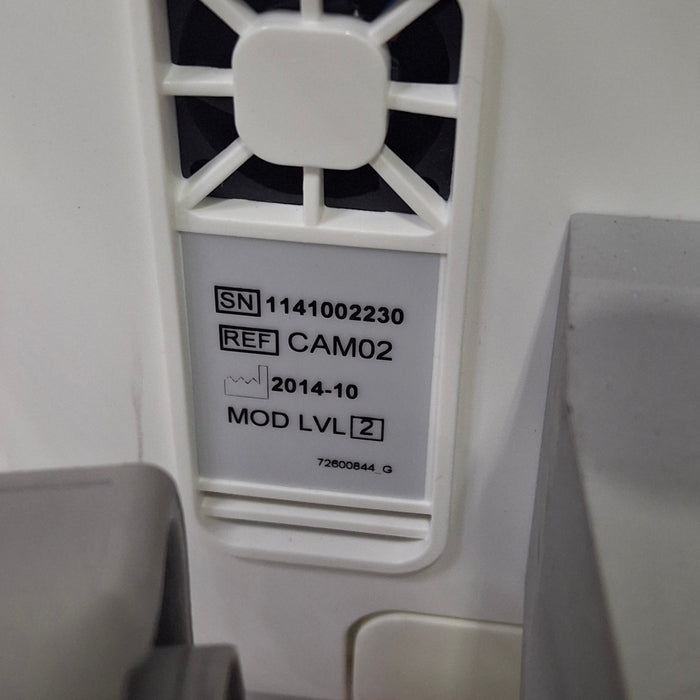 SN 1141002230
REF CAM02
2014-10
MOD LVL 2
72600844_G